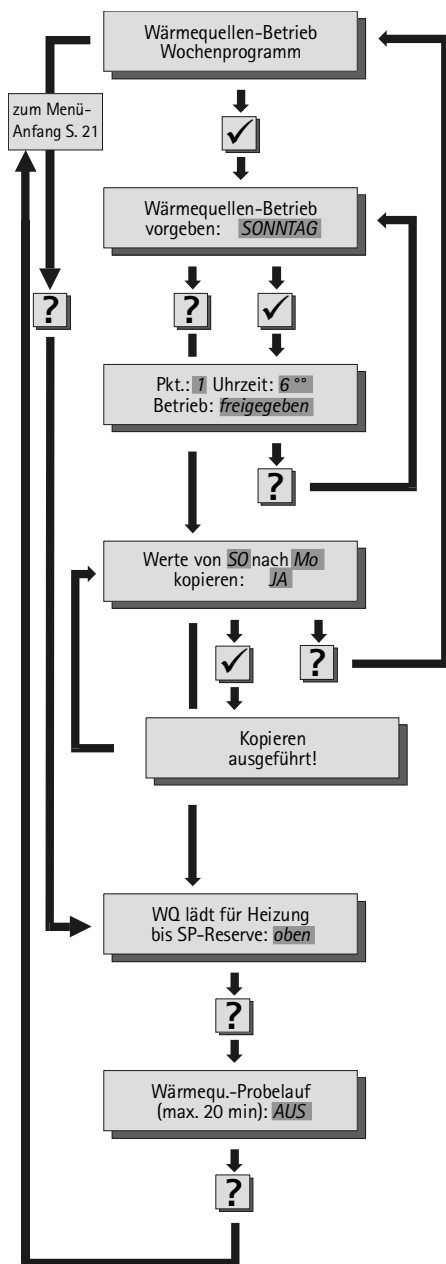 Wärmequellen-Betrieb
Wochenprogramm
zum Menü-
Anfang S. 21
✓
Wärmequellen-Betrieb
vorgeben: SONNTAG
?
?
✓
Pkt.: 1 Uhrzeit: 6 °°
Betrieb: freigegeben
?
Werte von SO nach Mo
kopieren: JA
✓
?
Kopieren
ausgeführt!
WQ lädt für Heizung
bis SP-Reserve: oben
?
Wärmequ.-Probelauf
(max. 20 min): AUS
?